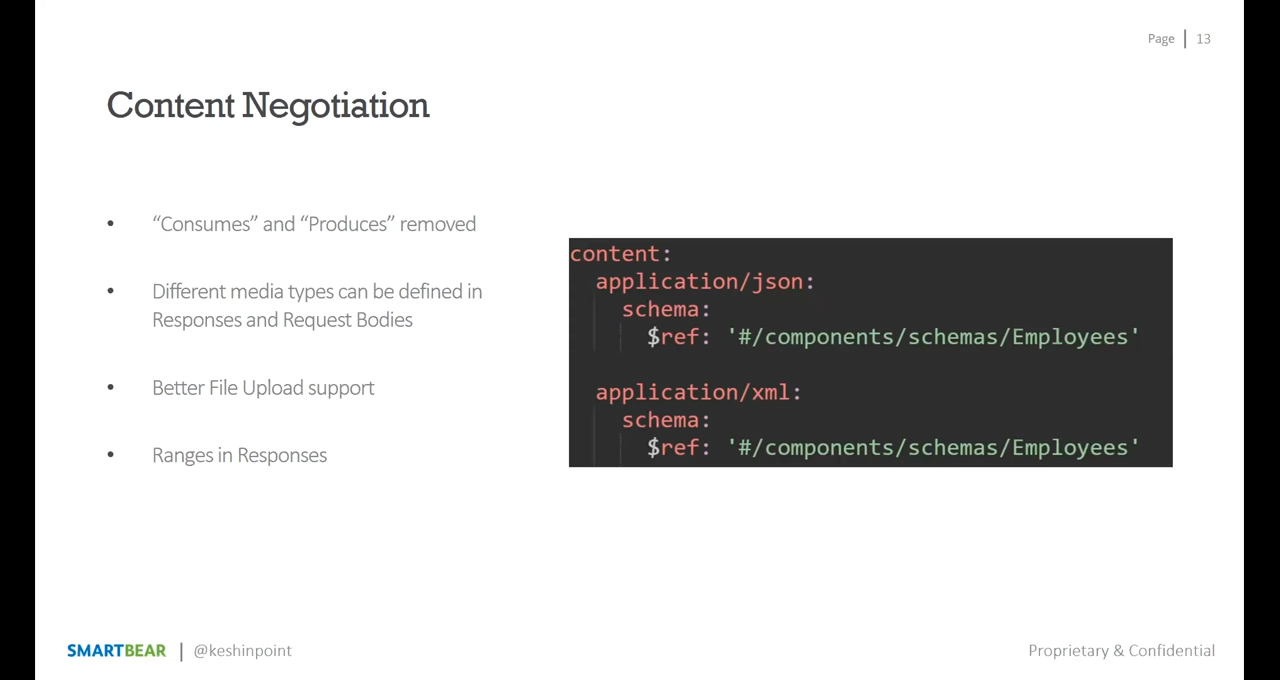 Page | 13
Content Negotiation
• “Consumes” and “Produces” removed
• Different media types can be defined in
Responses and Request Bodies
• Better File Upload support
• Ranges in Responses
content:
  application/json:
    schema:
      $ref: '#/components/schemas/Employees'
  application/xml:
    schema:
      $ref: '#/components/schemas/Employees'
SMARTBEAR | @keshinpoint
Proprietary & Confidential